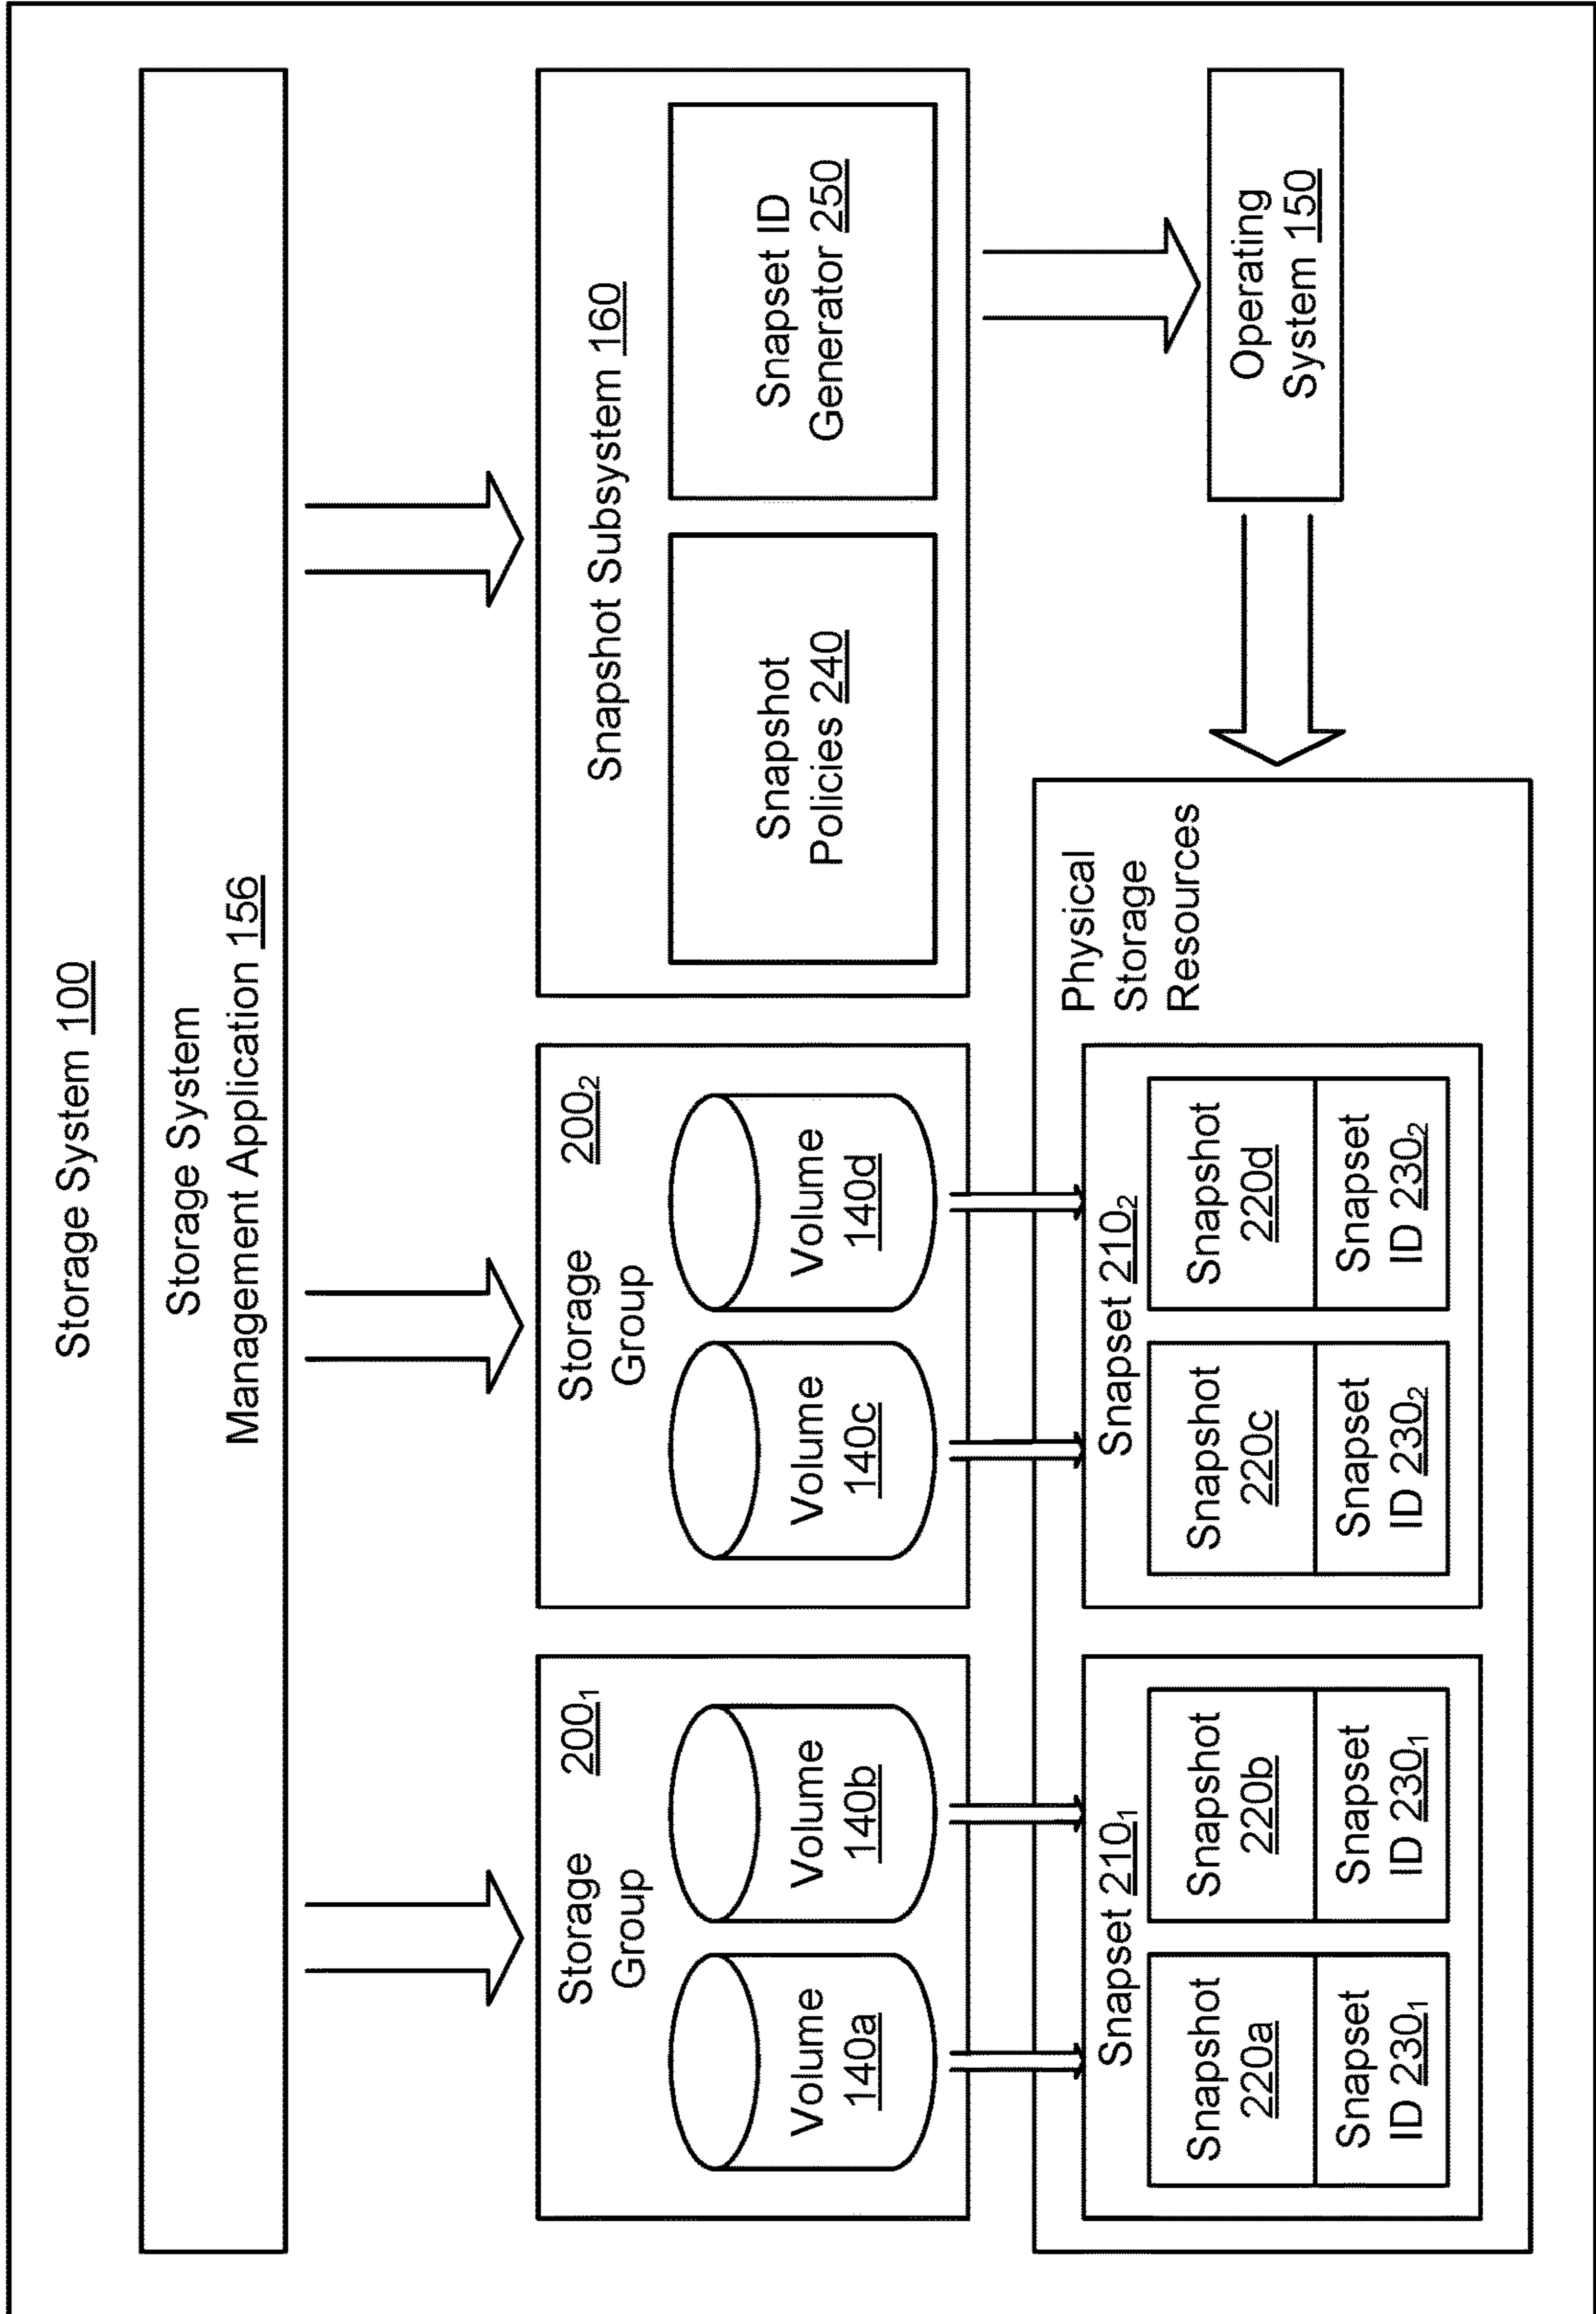 Storage System 100
Storage System
Management Application 156
Storage
Group
200₁
Volume
140a
Volume
140b
Storage
Group
200₂
Volume
140c
Volume
140d
Snapshot Subsystem 160
Snapshot
Policies 240
Snapset ID
Generator 250
Snapset 210₁
Snapshot
220a
Snapset
ID 230₁
Snapshot
220b
Snapset
ID 230₁
Snapset 210₂
Snapshot
220c
Snapset
ID 230₂
Snapshot
220d
Snapset
ID 230₂
Physical
Storage
Resources
Operating
System 150